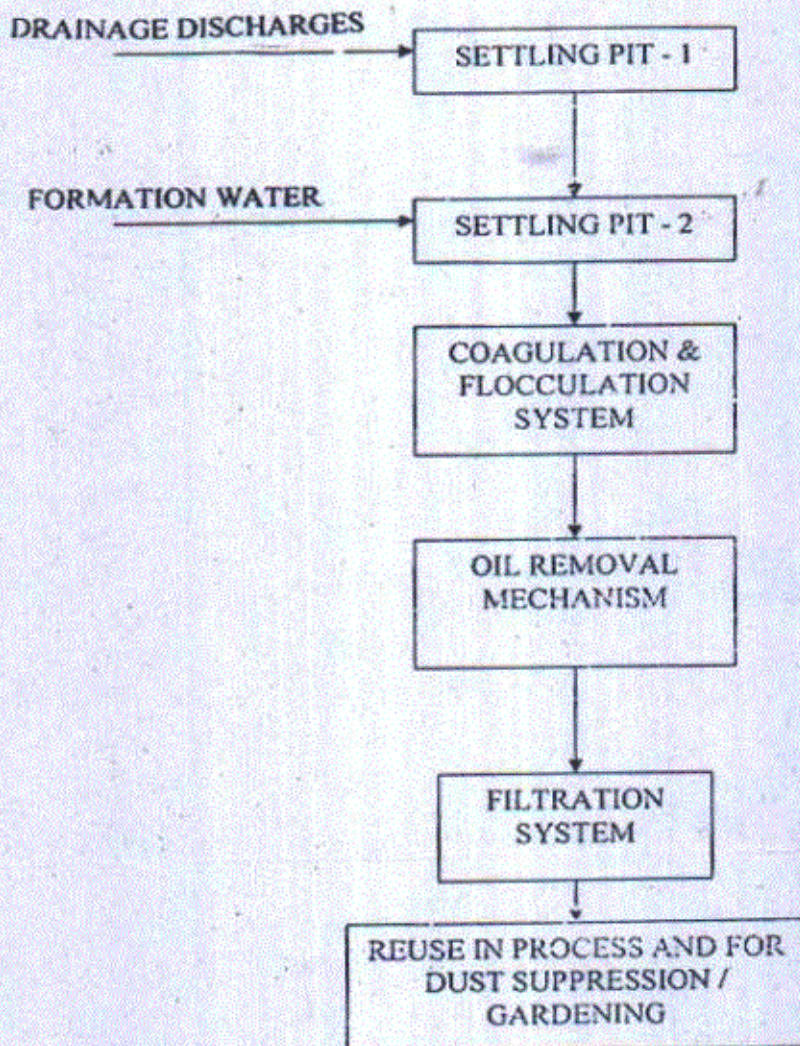 DRAINAGE DISCHARGES
SETTLING PIT - 1
FORMATION WATER
SETTLING PIT - 2
COAGULATION &
FLOCCULATION
SYSTEM
OIL REMOVAL
MECHANISM
FILTRATION
SYSTEM
REUSE IN PROCESS AND FOR
DUST SUPPRESSION /
GARDENING